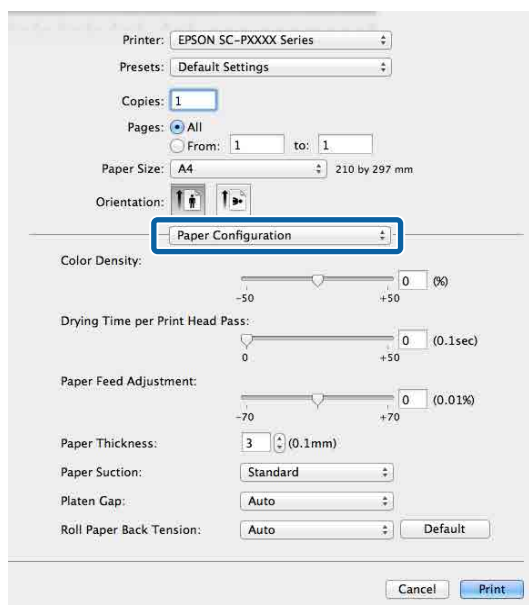 Printer: EPSON SC-PXXXX Series
Presets: Default Settings
Copies: 1
Pages: All
From: 1 to: 1
Paper Size: A4 210 by 297 mm
Orientation:
Paper Configuration
Color Density:
0 (%)
-50 +50
Drying Time per Print Head Pass:
0 (0.1sec)
0 +50
Paper Feed Adjustment:
0 (0.01%)
-70 +70
Paper Thickness: 3 (0.1mm)
Paper Suction: Standard
Platen Gap: Auto
Roll Paper Back Tension: Auto Default
Cancel Print